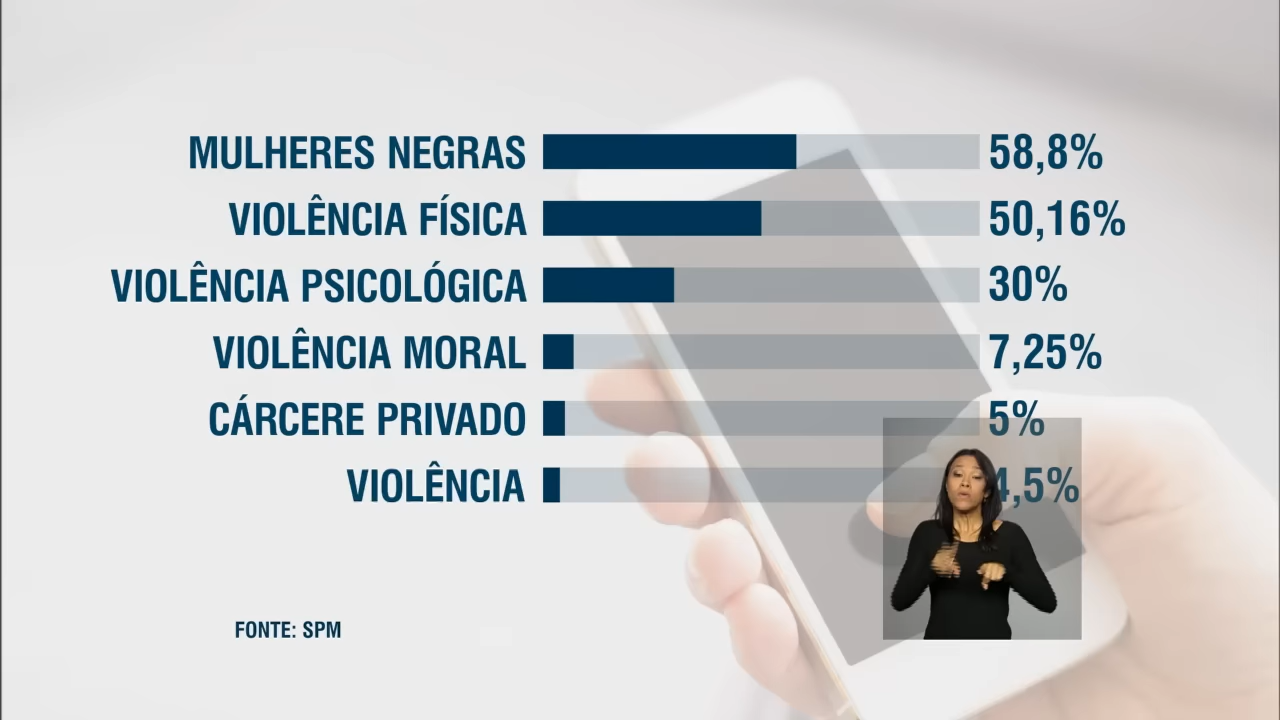 MULHERES NEGRAS 58,8%
VIOLÊNCIA FÍSICA 50,16%
VIOLÊNCIA PSICOLÓGICA 30%
VIOLÊNCIA MORAL 7,25%
CÁRCERE PRIVADO 5%
VIOLÊNCIA 4,5%
FONTE: SPM